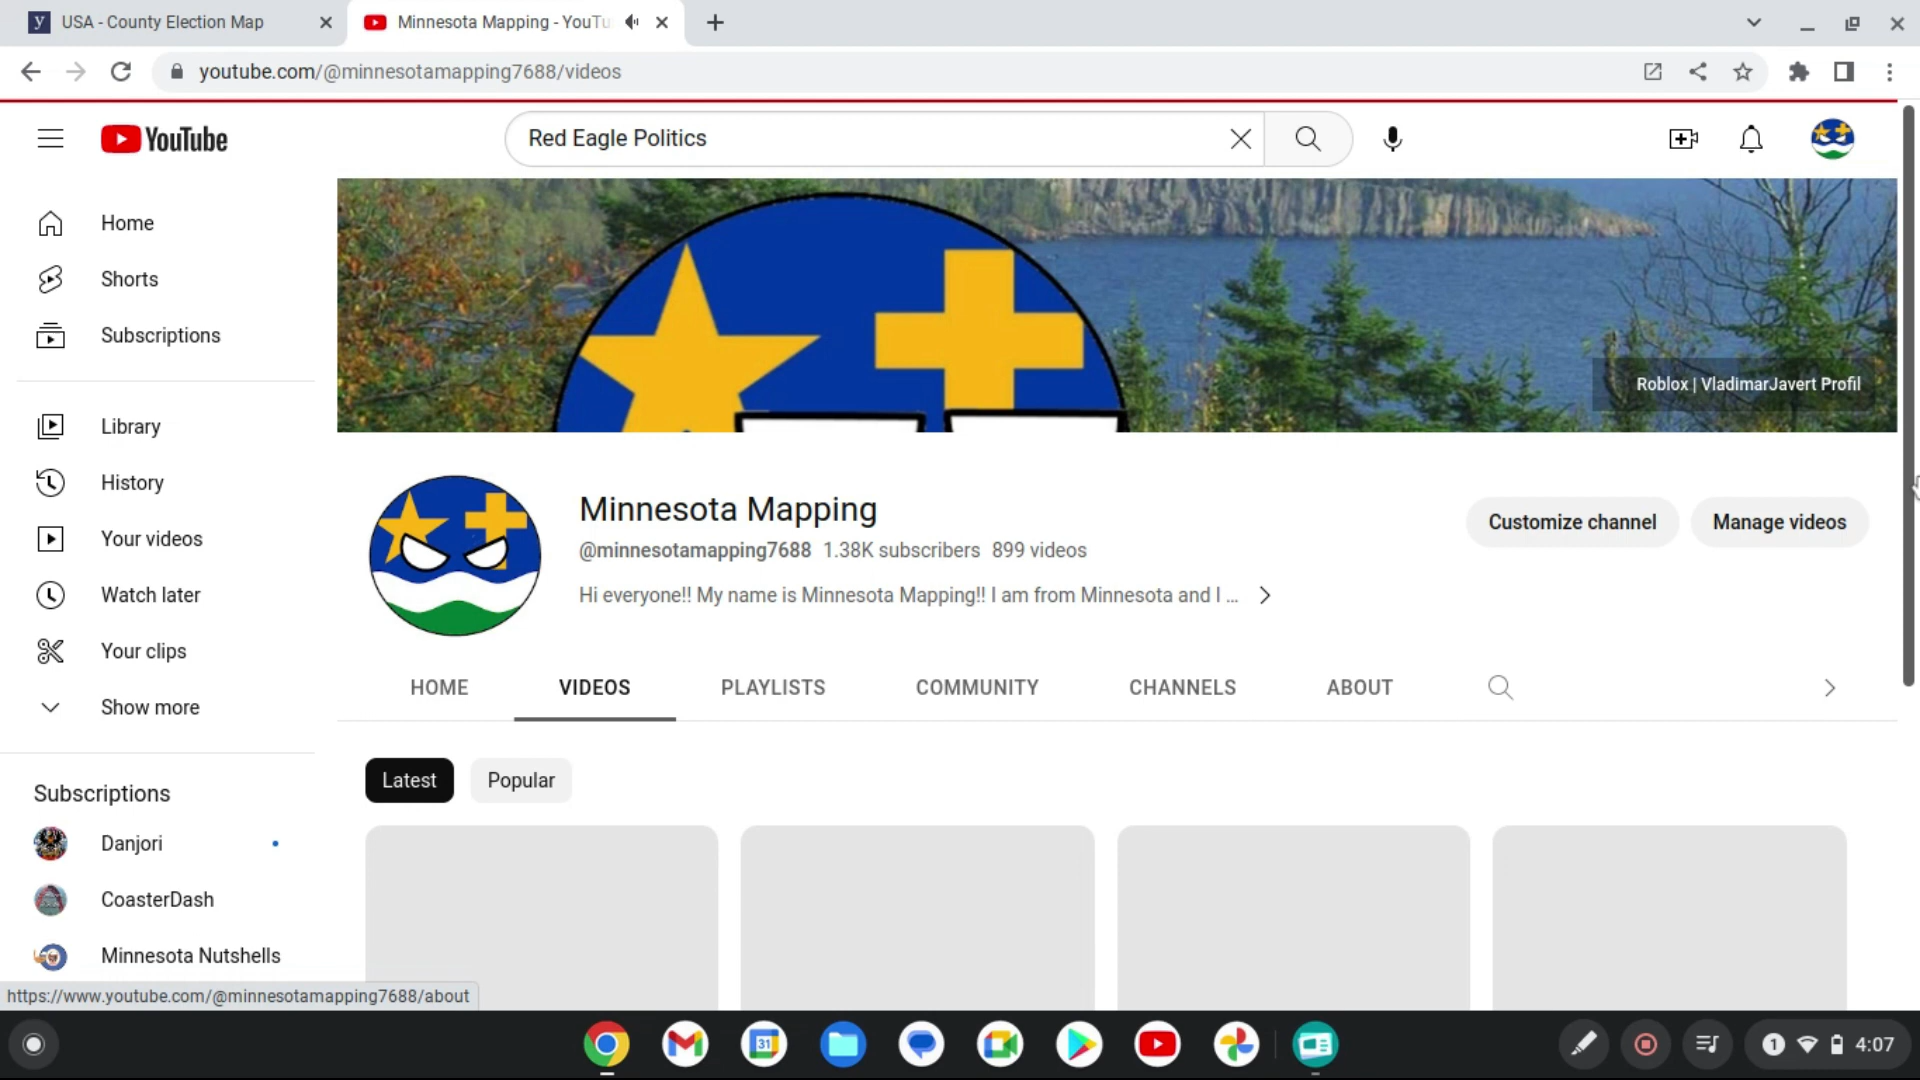 USA - County Election Map
Minnesota Mapping - YouTu
youtube.com/@minnesotamapping7688/videos
YouTube
Red Eagle Politics
Home
Shorts
Subscriptions
Library
History
Your videos
Watch later
Your clips
Show more
Subscriptions
Danjori
CoasterDash
Minnesota Nutshells
Roblox | VladimarJavert Profil
Minnesota Mapping
@minnesotamapping7688 1.38K subscribers 899 videos
Hi everyone!! My name is Minnesota Mapping!! I am from Minnesota and I ...
Customize channel
Manage videos
HOME VIDEOS PLAYLISTS COMMUNITY CHANNELS ABOUT
Latest Popular
https://www.youtube.com/@minnesotamapping7688/about
31
1 4:07